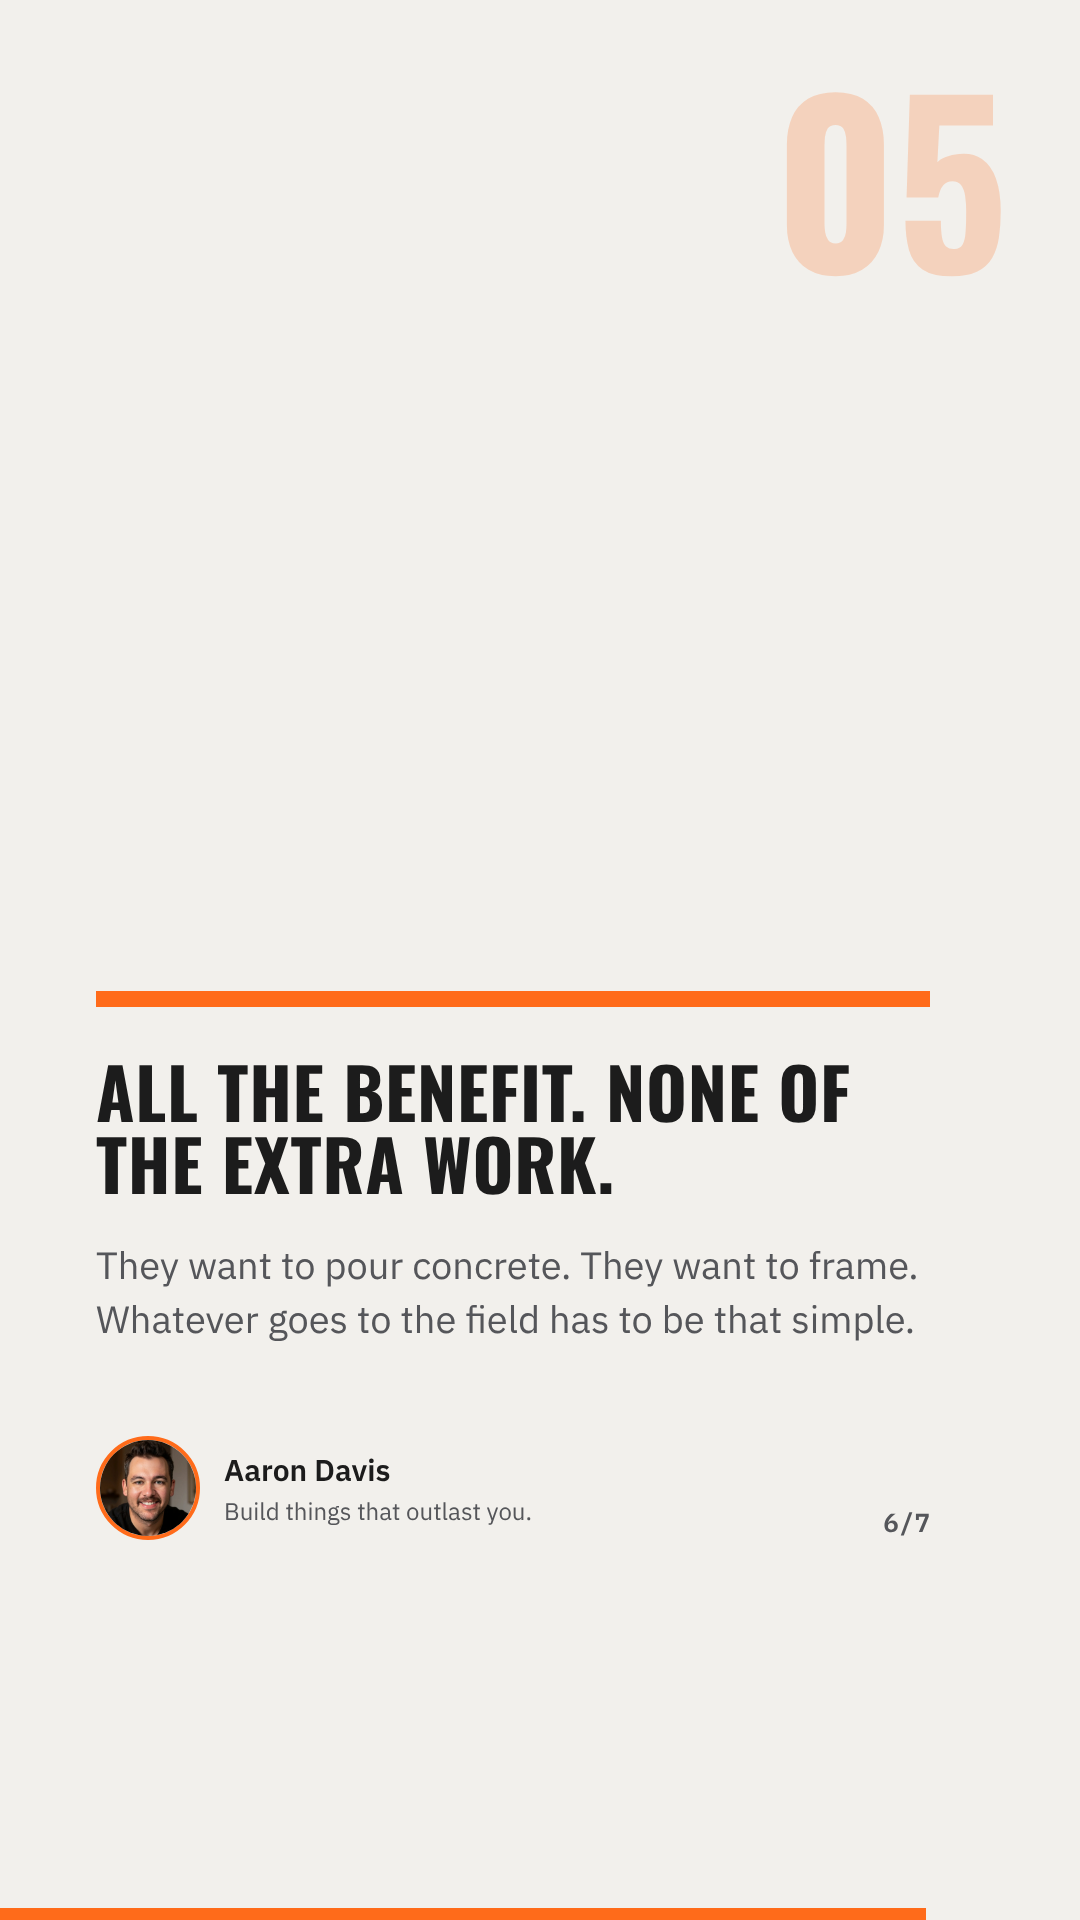 05
ALL THE BENEFIT. NONE OF
THE EXTRA WORK.
They want to pour concrete. They want to frame.
Whatever goes to the field has to be that simple.
Aaron Davis
Build things that outlast you.
6/7